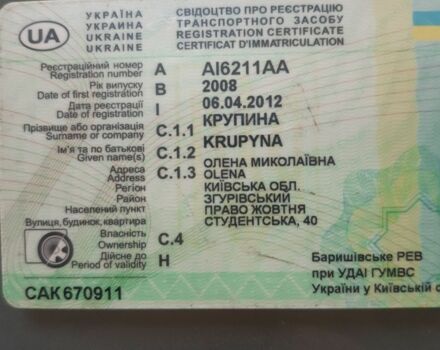 УКРАЇНА
УКРАИНА
UKRAINE
UKRAINE
UA
СВІДОЦТВО ПРО РЕЄСТРАЦІЮ
ТРАНСПОРТНОГО ЗАСОБУ
REGISTRATION CERTIFICATE
CERTIFICAT D'IMMATRICULATION
Реєстраційний номер
Registration number A AI6211AA
Рік випуску
Date of first registration B 2008
Дата реєстрації
Date of registration I 06.04.2012
Прізвище або організація
Surname or company C.1.1 КРУПИНА
KRUPYNA
Ім'я та по батькові
Given name(s) C.1.2 ОЛЕНА МИКОЛАЇВНА
OLENA
Адреса
Address C.1.3
Регіон КИЇВСЬКА ОБЛ.
Район ЗГУРІВСЬКИЙ
Населений пункт ПРАВО ЖОВТНЯ
Вулиця, будинок, квартира СТУДЕНТСЬКА, 40
Власність
Ownership C.4
Дійсне до
Period of validity H
Баришівське РЕВ
при УДАІ ГУМВС
України у Київській
САК670911